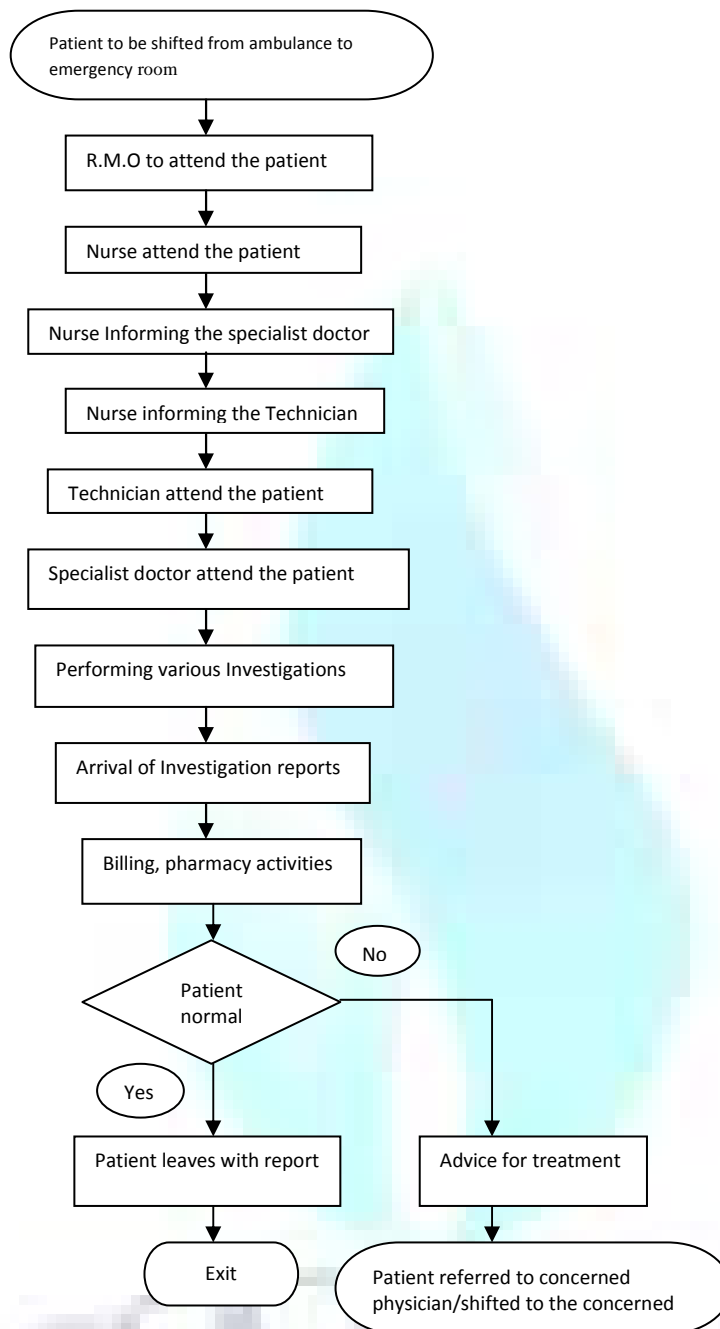 Patient to be shifted from ambulance to
emergency room
R.M.O to attend the patient
Nurse attend the patient
Nurse Informing the specialist doctor
Nurse informing the Technician
Technician attend the patient
Specialist doctor attend the patient
Performing various Investigations
Arrival of Investigation reports
Billing, pharmacy activities
No
Patient
normal
Yes
Patient leaves with report
Advice for treatment
Exit
Patient referred to concerned
physician/shifted to the concerned